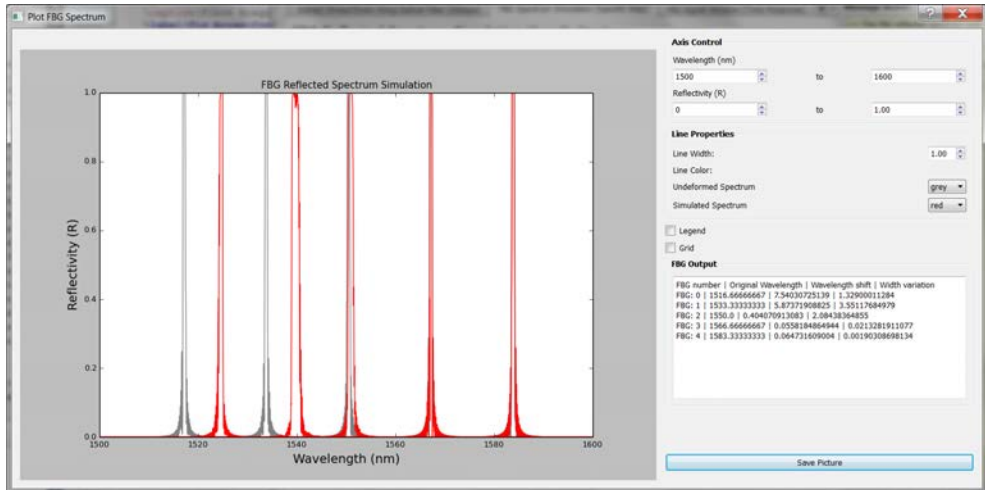 Plot FBG Spectrum
FBG Reflected Spectrum Simulation
1.0
0.8
0.6
0.4
0.2
0.0
Reflectivity (R)
1500 1520 1540 1560 1580 1600
Wavelength (nm)
Axis Control
Wavelength (nm)
1500 to 1600
Reflectivity (R)
0 to 1.00
Line Properties
Line Width: 1.00
Line Color:
Undeformed Spectrum grey
Simulated Spectrum red
Legend
Grid
FBG Output
FBG number | Original Wavelength | Wavelength shift | Width variation
FBG: 0 | 1516.66666667 | 7.54030725139 | 1.32900011284
FBG: 1 | 1533.33333333 | 5.87371908825 | 3.55117684979
FBG: 2 | 1550.0 | 0.404070913083 | 2.08438364855
FBG: 3 | 1566.66666667 | 0.0558184864944 | 0.0213281911077
FBG: 4 | 1583.33333333 | 0.064731609004 | 0.00190308698134
Save Picture